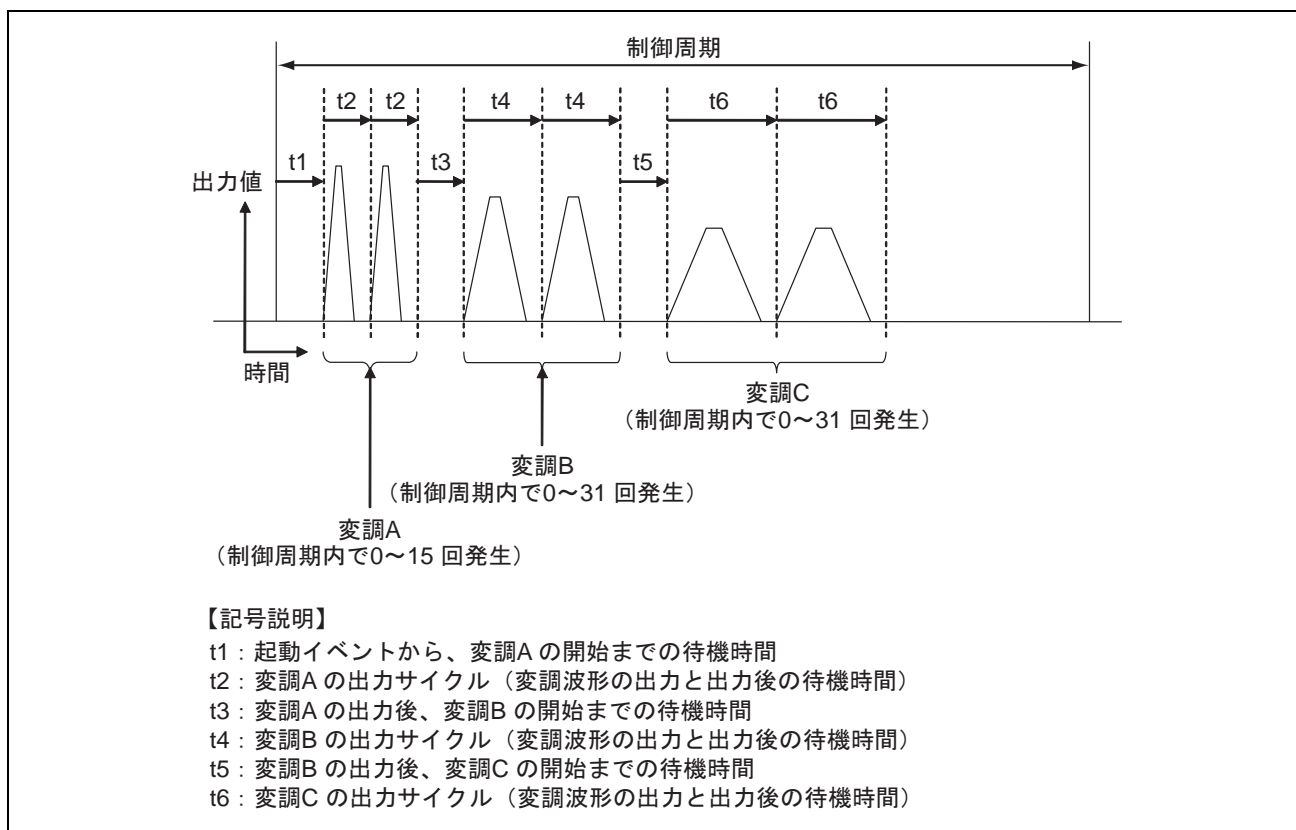 制御周期
t2 t2 t4 t4 t6 t6
t1 t3 t5
出力値
時間
変調C
（制御周期内で0～31 回発生）
変調B
（制御周期内で0～31 回発生）
変調A
（制御周期内で0～15 回発生）
【記号説明】
t1：起動イベントから、変調A の開始までの待機時間
t2：変調A の出力サイクル（変調波形の出力と出力後の待機時間）
t3：変調A の出力後、変調B の開始までの待機時間
t4：変調B の出力サイクル（変調波形の出力と出力後の待機時間）
t5：変調B の出力後、変調C の開始までの待機時間
t6：変調C の出力サイクル（変調波形の出力と出力後の待機時間）